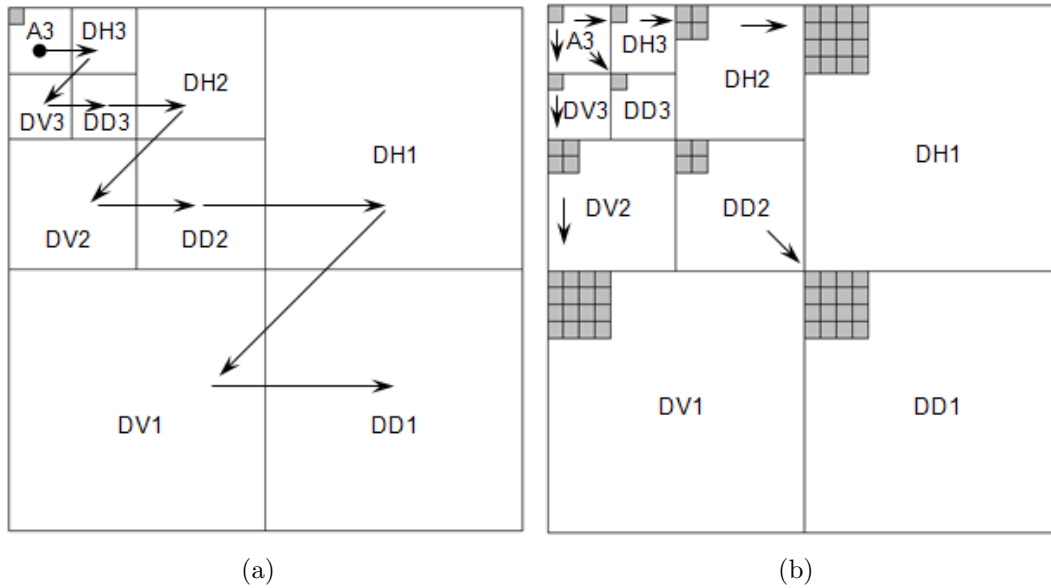 A3 DH3
DH2
DV3 DD3
DH1
DV2 DD2
DV1 DD1
(a)
A3 DH3
DH2
DV3 DD3
DH1
DV2 DD2
DV1 DD1
(b)